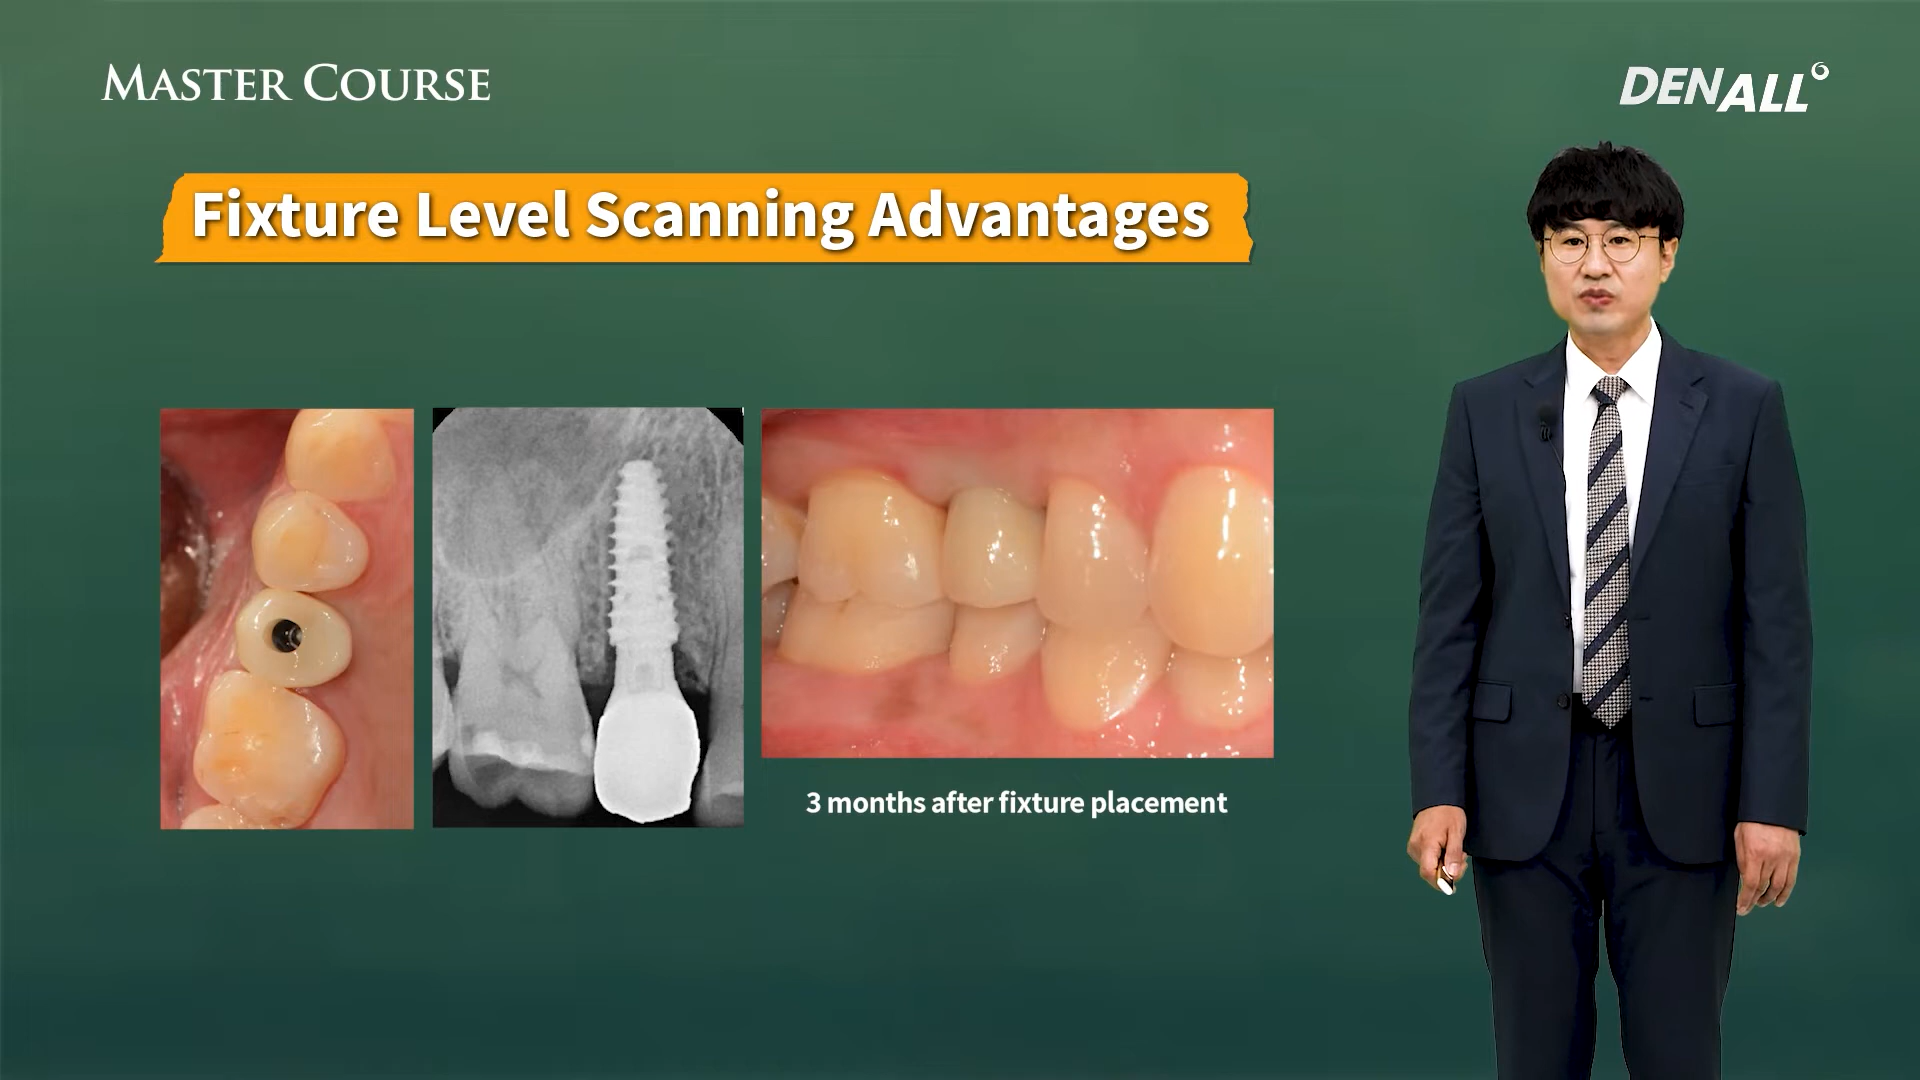 MASTER COURSE
DENALL
Fixture Level Scanning Advantages
3 months after fixture placement